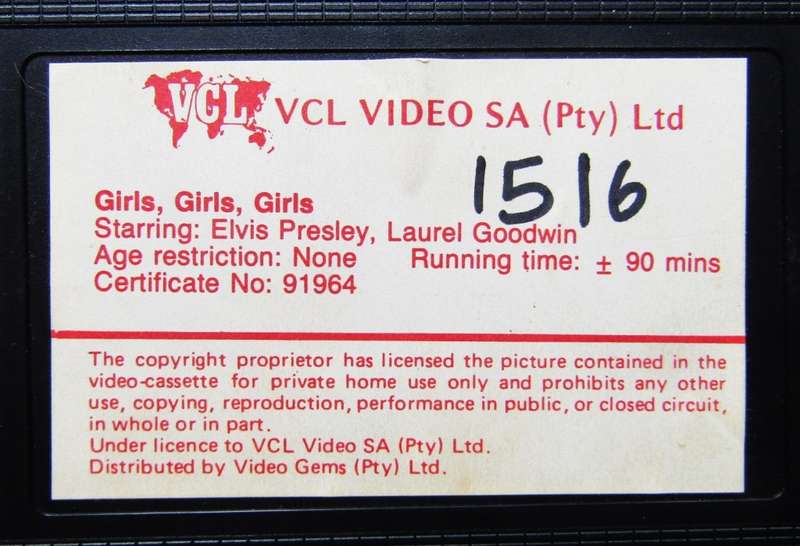 VCL VCL VIDEO SA (Pty) Ltd
1516
Girls, Girls, Girls
Starring: Elvis Presley, Laurel Goodwin
Age restriction: None Running time: ± 90 mins
Certificate No: 91964
The copyright proprietor has licensed the picture contained in the
video-cassette for private home use only and prohibits any other
use, copying, reproduction, performance in public, or closed circuit,
in whole or in part.
Under licence to VCL Video SA (Pty) Ltd.
Distributed by Video Gems (Pty) Ltd.